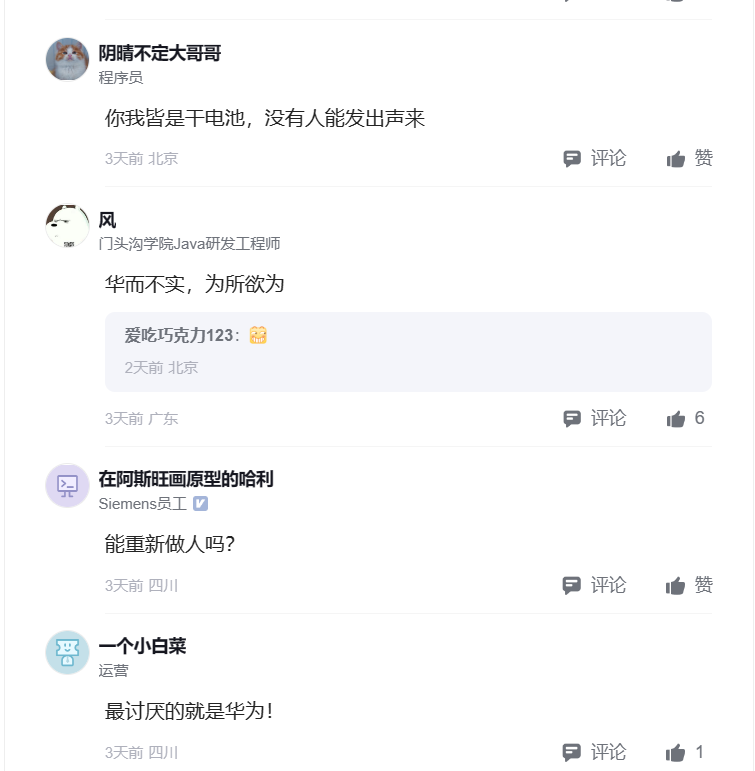 阴晴不定大哥哥
程序员
你我皆是干电池，没有人能发出声来
3天前 北京
评论
赞
风
门头沟学院Java研发工程师
华而不实，为所欲为
爱吃巧克力123：
2天前 北京
3天前 广东
评论
6
在阿斯旺画原型的哈利
Siemens员工
能重新做人吗？
3天前 四川
评论
赞
一个小白菜
运营
最讨厌的就是华为！
3天前 四川
评论
1